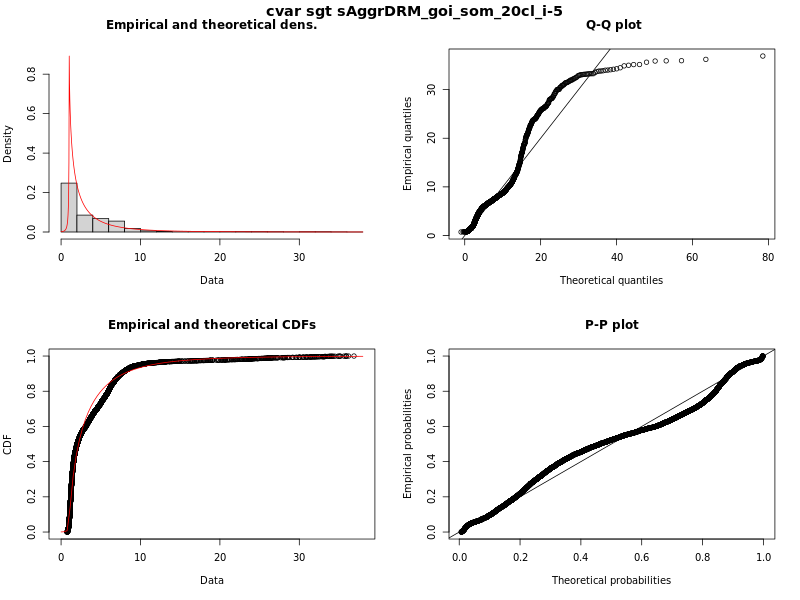 cvar sgt sAggrDRM_goi_som_20cl_i-5
Empirical and theoretical dens.
Density
0.0 0.2 0.4 0.6 0.8
0 10 20 30
Data
Q-Q plot
Empirical quantiles
0 10 20 30
0 20 40 60 80
Theoretical quantiles
Empirical and theoretical CDFs
CDF
0.0 0.2 0.4 0.6 0.8 1.0
0 10 20 30
Data
P-P plot
Empirical probabilities
0.0 0.2 0.4 0.6 0.8 1.0
0.0 0.2 0.4 0.6 0.8 1.0
Theoretical probabilities